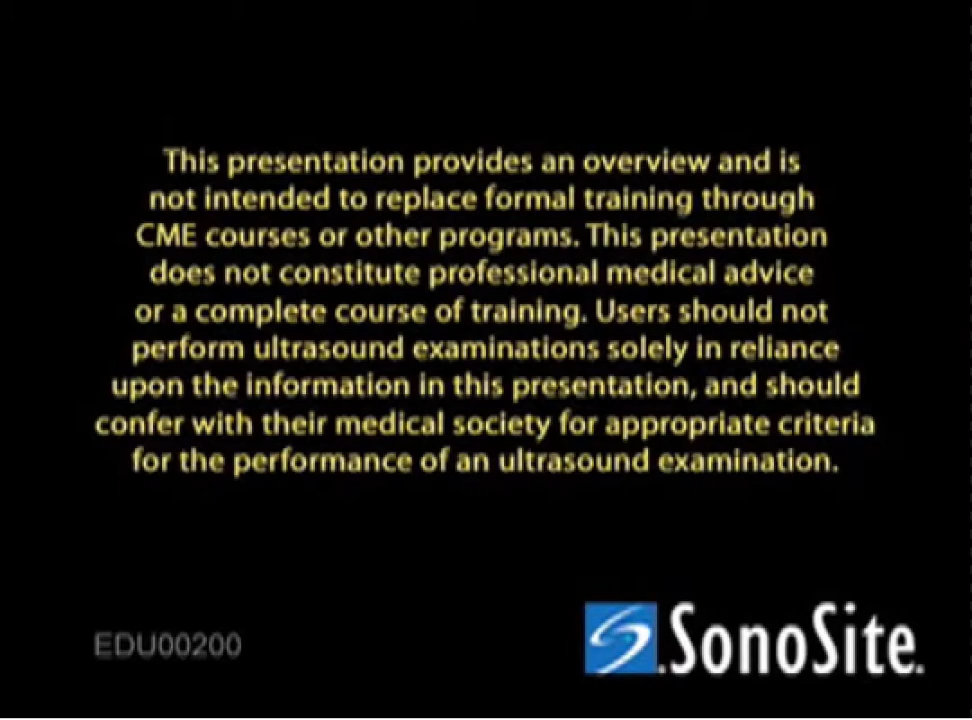 This presentation provides an overview and is
not intended to replace formal training through
CME courses or other programs. This presentation
does not constitute professional medical advice
or a complete course of training. Users should not
perform ultrasound examinations solely in reliance
upon the information in this presentation, and should
confer with their medical society for appropriate criteria
for the performance of an ultrasound examination.
EDU00200
SonoSite.